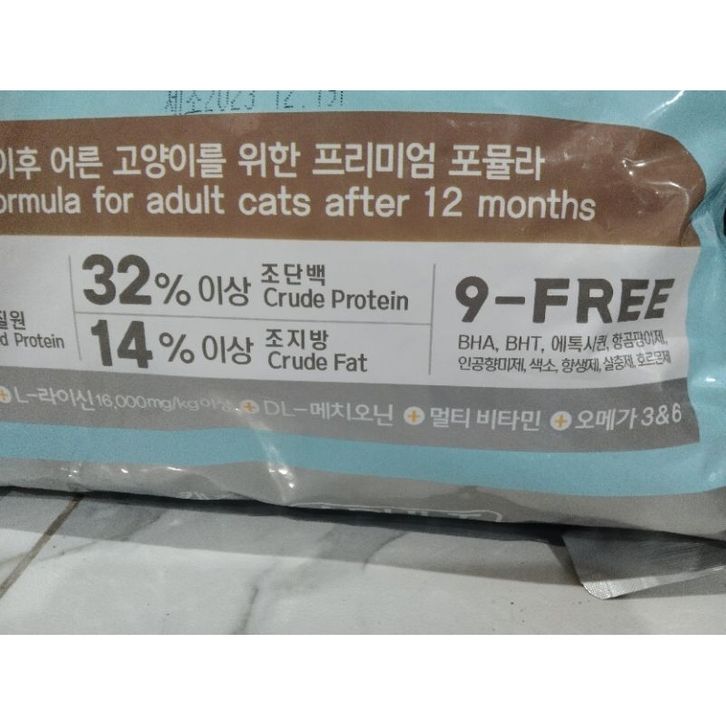 제조2023 12.19
이후 어른 고양이를 위한 프리미엄 포뮬라
ormula for adult cats after 12 months
32% 이상 조단백 Crude Protein
14% 이상 조지방 Crude Fat
질원
d Protein
9-FREE
BHA, BHT, 에톡시퀸, 항곰팡이제,
인공향미제, 색소, 항생제, 살충제, 호르몬제
+ L-라이신 16,000mg/kg이상 + DL-메치오닌 + 멀티 비타민 + 오메가 3&6